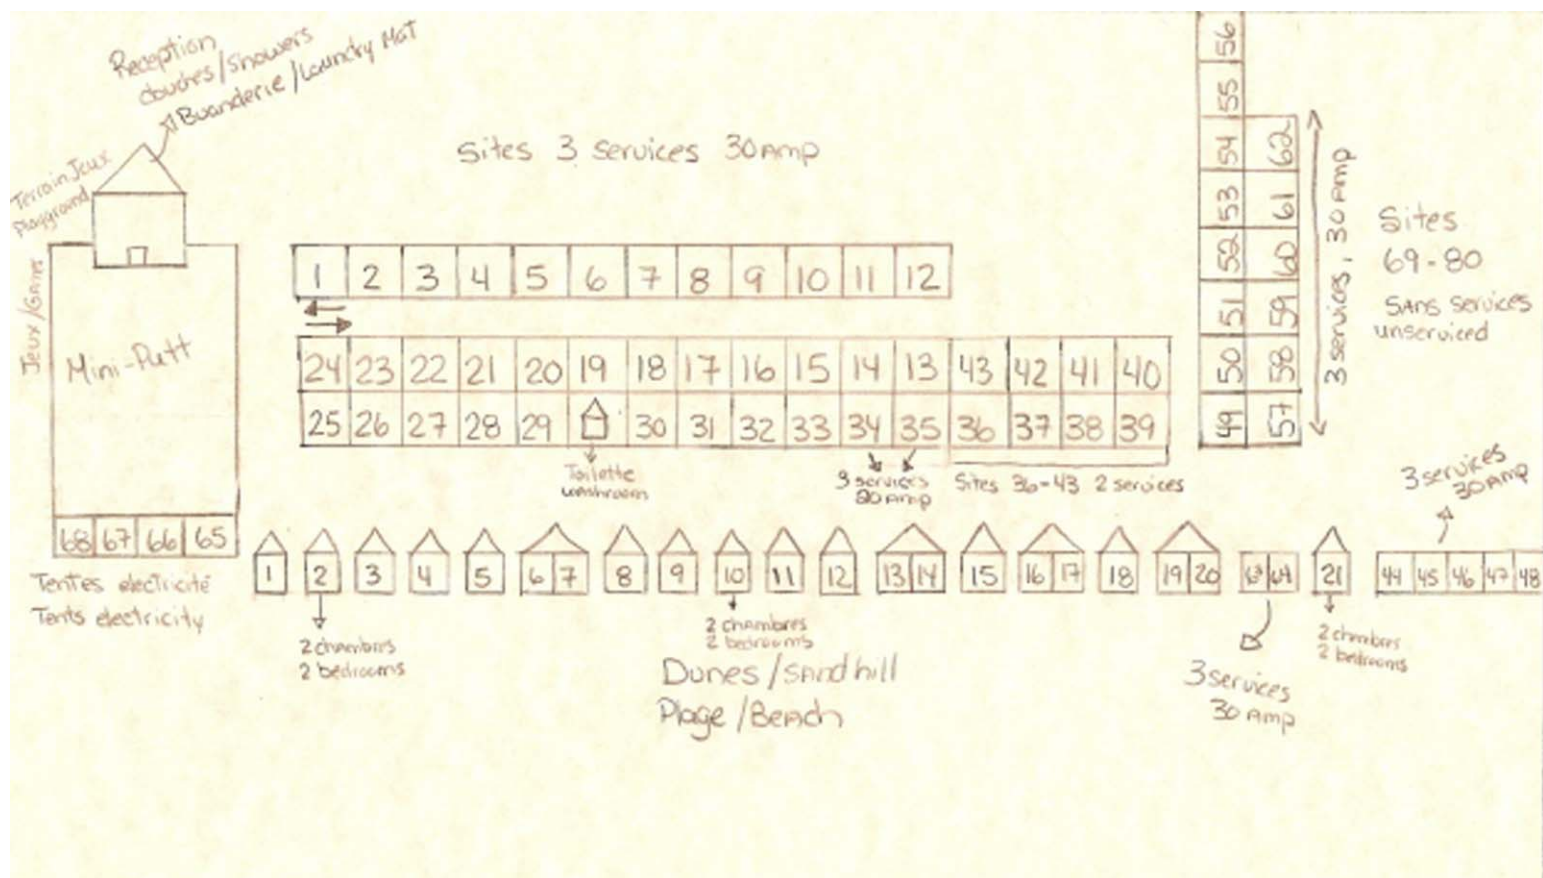 Reception
douches/Showers
Buanderie/Laundry Mat
Terrain Jeux
Playground
Jeux/Games
Mini-Putt
68 67 66 65
Tentes electricité
Tents electricity
Sites 3 services 30 Amp
1 2 3 4 5 6 7 8 9 10 11 12
24 23 22 21 20 19 18 17 16 15 14 13 43 42 41 40
25 26 27 28 29 30 31 32 33 34 35 36 37 38 39
Toilette
washroom
3 services
Amp
Sites 36-43 2 services
56
55
54 62
53 61
52 60
51 59
50 58
49 57
3 services, 30 Amp
Sites
69-80
SANS Services
unserviced
3 services
30 Amp
1 2 3 4 5 6 7 8 9 10 11 12 13 14 15 16 17 18 19 20 63 64 21 44 45 46 47 48
2 chambres
2 bedrooms
2 chambres
2 bedrooms
2 chambres
2 bedrooms
3 services
30 Amp
Dunes/Sandhill
Plage/Beach